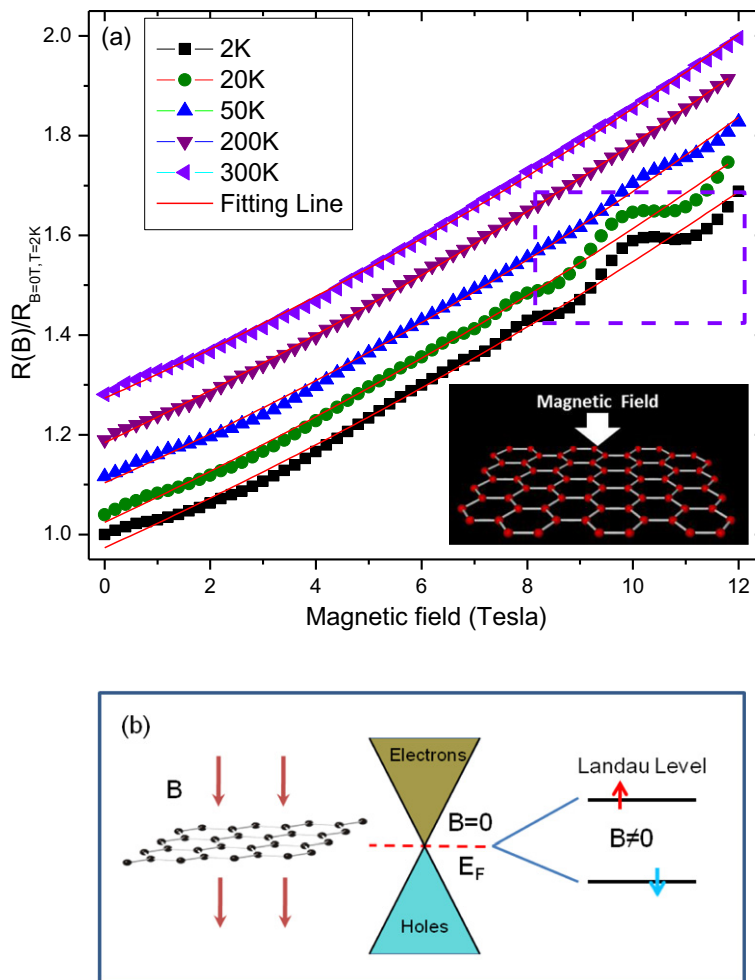 (a)
2K
20K
50K
200K
300K
Fitting Line
2.0
1.8
1.6
1.4
1.2
1.0
R(B)/R B=0T, T=2K
Magnetic Field
0 2 4 6 8 10 12
Magnetic field (Tesla)
(b)
B
Electrons
B=0
E_F
Holes
Landau Level
B≠0